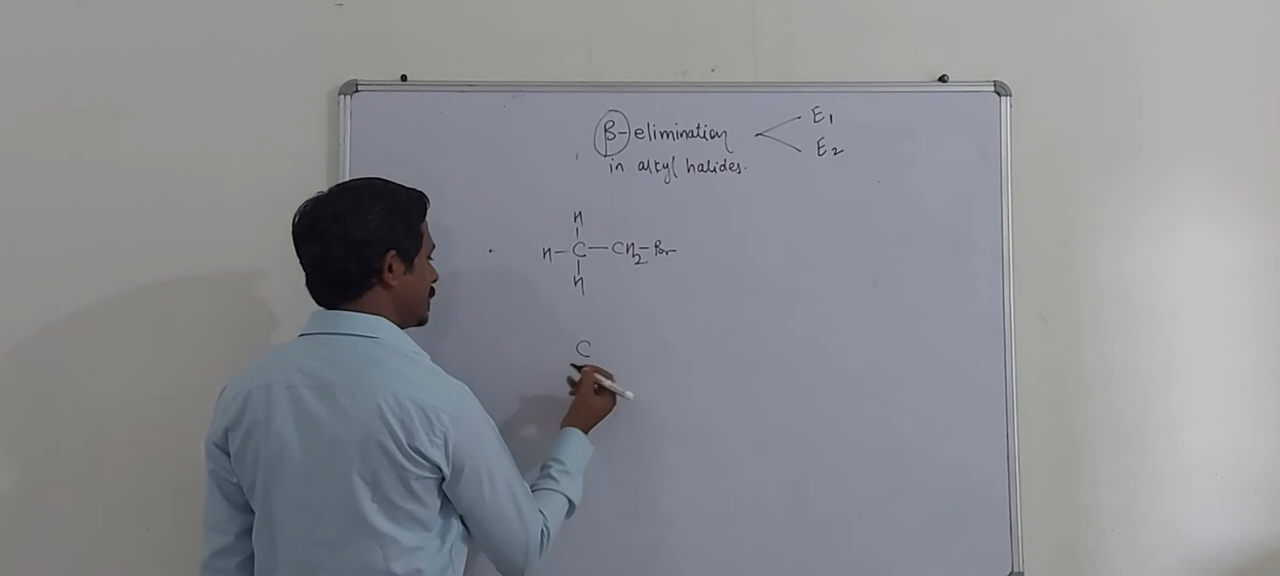 β-elimination
in alkyl halides.
E1
E2
H
H-C-CH2-Br
H
C